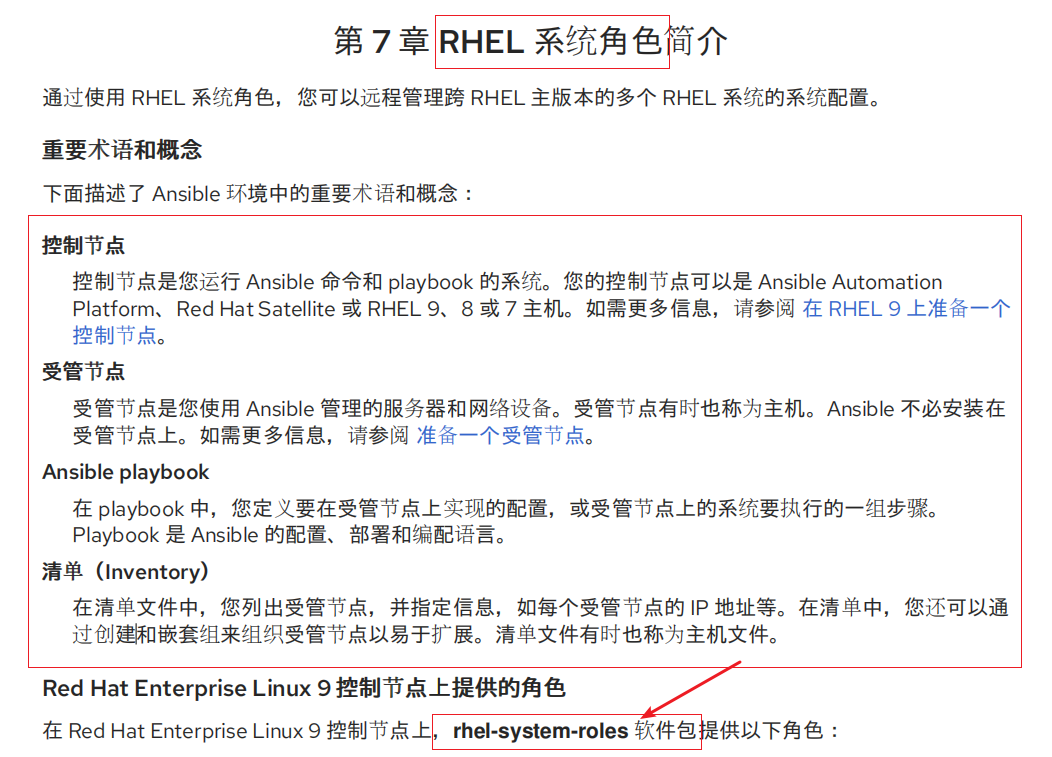 第 7 章 RHEL 系统角色简介
通过使用 RHEL 系统角色，您可以远程管理跨 RHEL 主版本的多个 RHEL 系统的系统配置。
重要术语和概念
下面描述了 Ansible 环境中的重要术语和概念：
控制节点
控制节点是您运行 Ansible 命令和 playbook 的系统。您的控制节点可以是 Ansible Automation
Platform、Red Hat Satellite 或 RHEL 9、8 或 7 主机。如需更多信息，请参阅 在 RHEL 9 上准备一个
控制节点。
受管节点
受管节点是您使用 Ansible 管理的服务器和网络设备。受管节点有时也称为主机。Ansible 不必安装在
受管节点上。如需更多信息，请参阅 准备一个受管节点。
Ansible playbook
在 playbook 中，您定义要在受管节点上实现的配置，或受管节点上的系统要执行的一组步骤。
Playbook 是 Ansible 的配置、部署和编配语言。
清单（Inventory）
在清单文件中，您列出受管节点，并指定信息，如每个受管节点的 IP 地址等。在清单中，您还可以通
过创建和嵌套组来组织受管节点以易于扩展。清单文件有时也称为主机文件。
Red Hat Enterprise Linux 9 控制节点上提供的角色
在 Red Hat Enterprise Linux 9 控制节点上，rhel-system-roles 软件包提供以下角色：